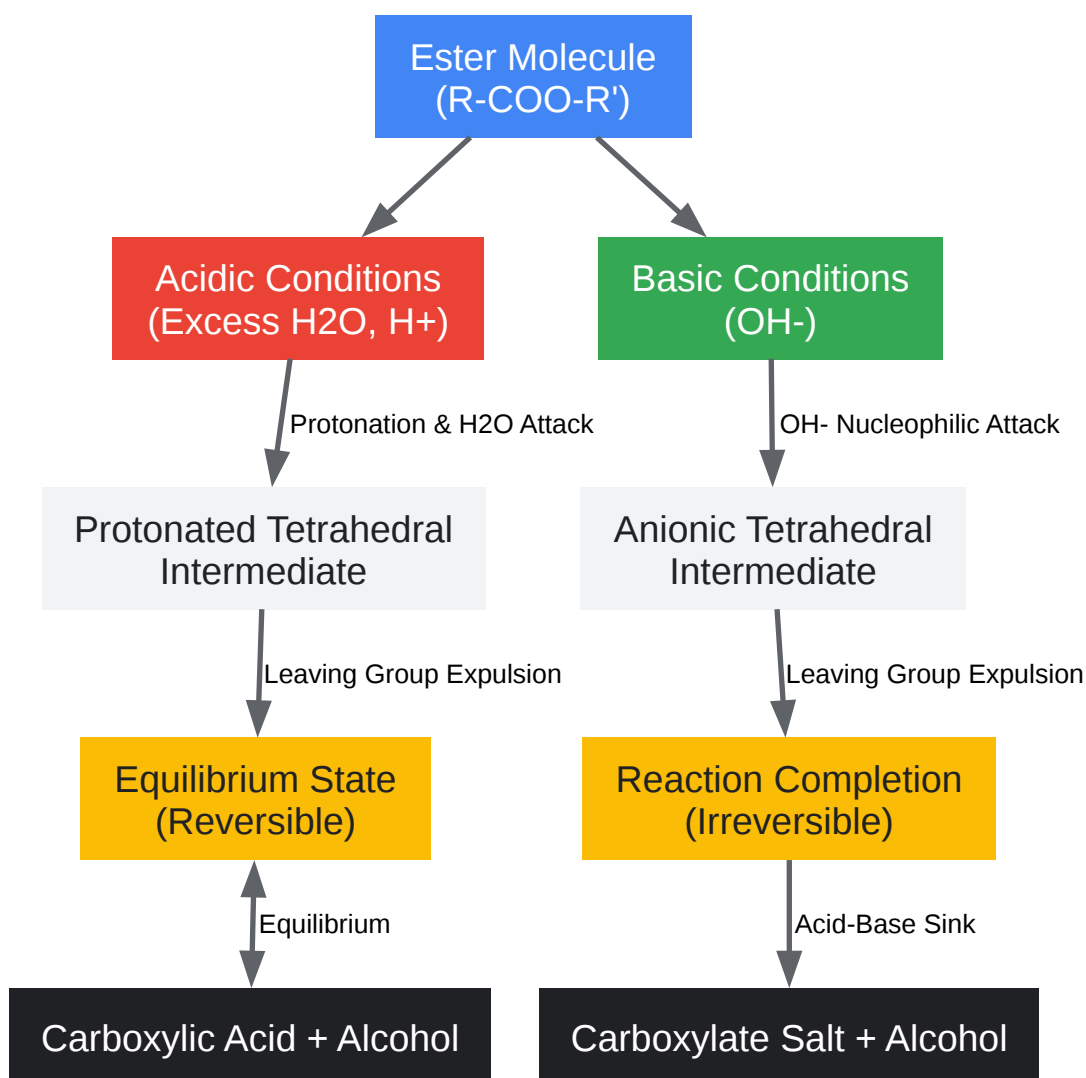 Ester Molecule
(R-COO-R')
Acidic Conditions
(Excess H2O, H+)
Basic Conditions
(OH-)
Protonation & H2O Attack
OH- Nucleophilic Attack
Protonated Tetrahedral
Intermediate
Anionic Tetrahedral
Intermediate
Leaving Group Expulsion
Leaving Group Expulsion
Equilibrium State
(Reversible)
Reaction Completion
(Irreversible)
Equilibrium
Acid-Base Sink
Carboxylic Acid + Alcohol
Carboxylate Salt + Alcohol